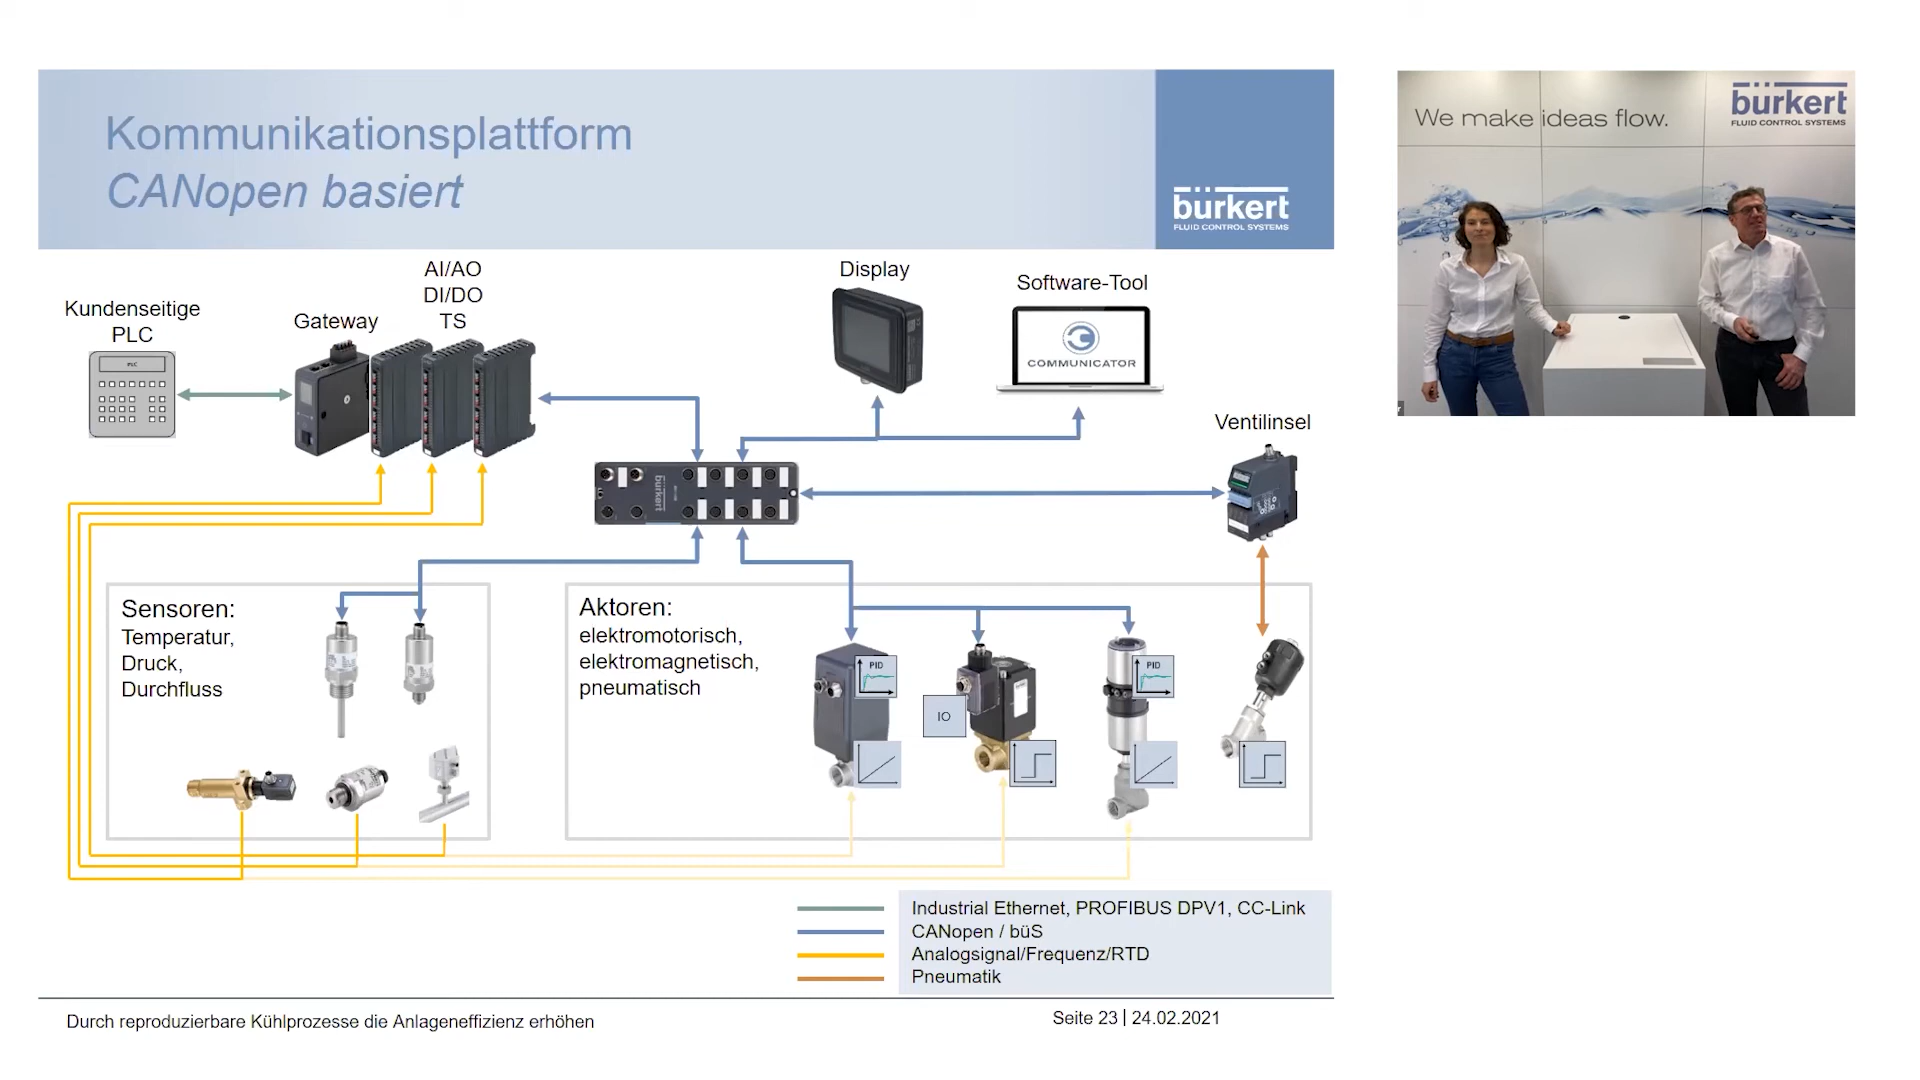 Kommunikationsplattform
CANopen basiert
bürkert
FLUID CONTROL SYSTEMS
We make ideas flow.
bürkert
FLUID CONTROL SYSTEMS
Kundenseitige
PLC
PLC
Gateway
AI/AO
DI/DO
TS
Display
Software-Tool
COMMUNICATOR
Ventilinsel
bürkert
Sensoren:
Temperatur,
Druck,
Durchfluss
Aktoren:
elektromotorisch,
elektromagnetisch,
pneumatisch
PID
IO
PID
Industrial Ethernet, PROFIBUS DPV1, CC-Link
CANopen / büS
Analogsignal/Frequenz/RTD
Pneumatik
Durch reproduzierbare Kühlprozesse die Anlageneffizienz erhöhen
Seite 23 | 24.02.2021